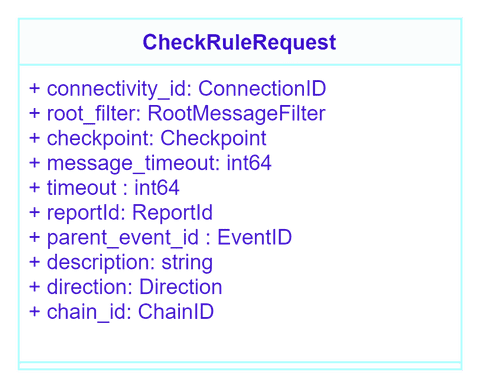 CheckRuleRequest
+ connectivity_id: ConnectionID
+ root_filter: RootMessageFilter
+ checkpoint: Checkpoint
+ message_timeout: int64
+ timeout : int64
+ reportId: ReportId
+ parent_event_id : EventID
+ description: string
+ direction: Direction
+ chain_id: ChainID